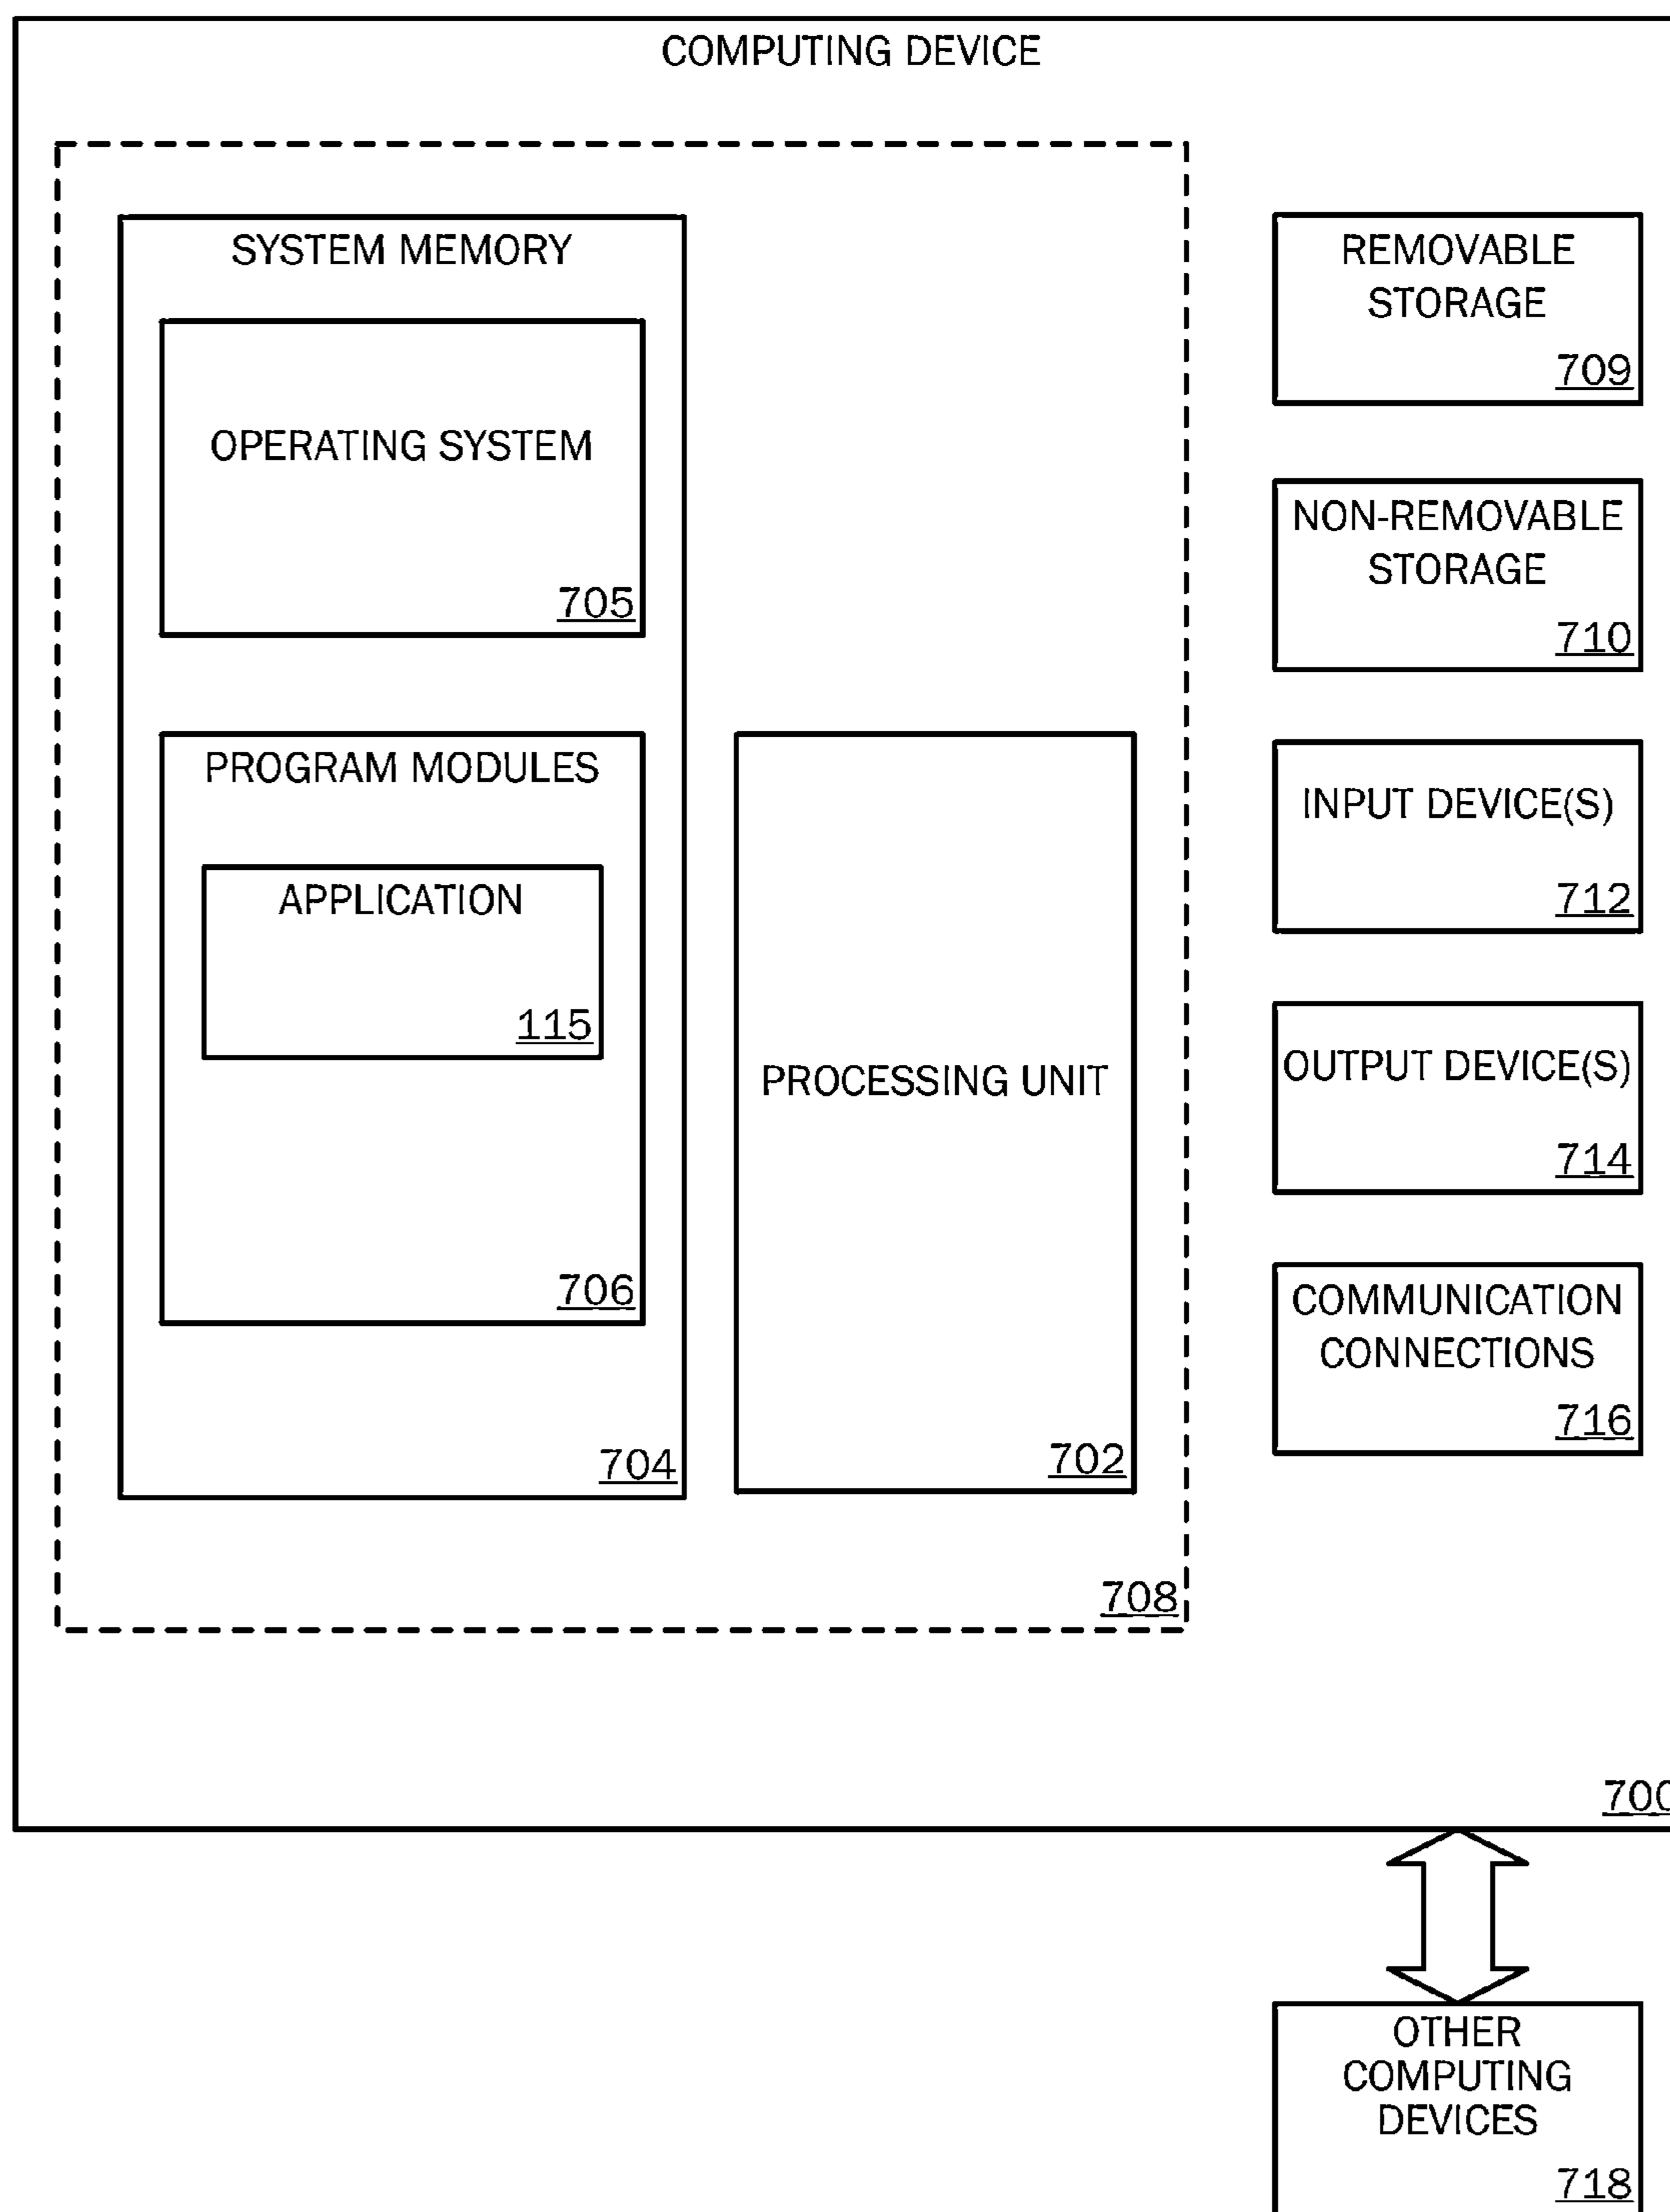 COMPUTING DEVICE
SYSTEM MEMORY
OPERATING SYSTEM
705
PROGRAM MODULES
APPLICATION
115
706
704
PROCESSING UNIT
702
708
REMOVABLE
STORAGE
709
NON-REMOVABLE
STORAGE
710
INPUT DEVICE(S)
712
OUTPUT DEVICE(S)
714
COMMUNICATION
CONNECTIONS
716
700
OTHER
COMPUTING
DEVICES
718